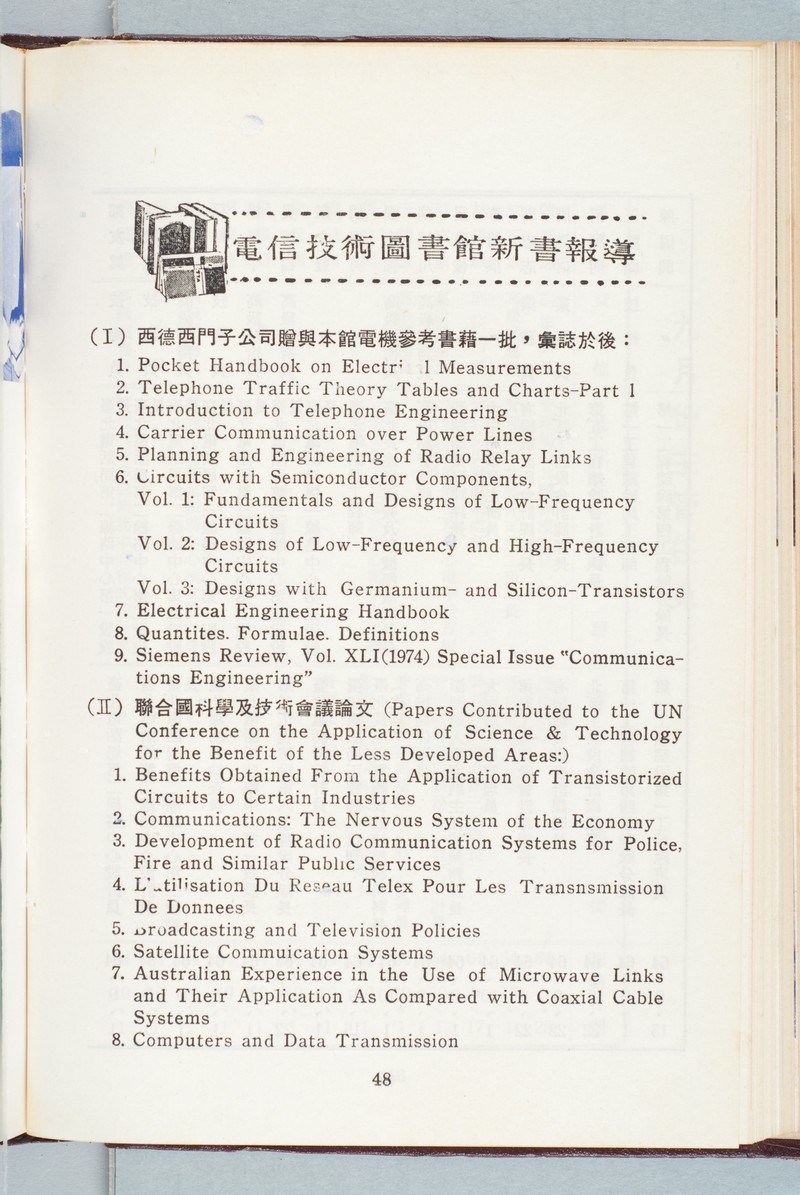 電信技術圖書館新書報導
(I) 西德西門子公司贈與本館電機參考書藉一批，彙誌於後：
1. Pocket Handbook on Measurements
2. Telephone Traffic Theory Tables and Charts-Part 1
3. Introduction to Telephone Engineering
4. Carrier Communication over Power Lines
5. Planning and Engineering of Radio Relay Links
6. Circuits with Semiconductor Components,
Vol. 1: Fundamentals and Designs of Low-Frequency
Circuits
Vol. 2: Designs of Low-Frequency and High-Frequency
Circuits
Vol. 3: Designs with Germanium- and Silicon-Transistors
7. Electrical Engineering Handbook
8. Quantites. Formulae. Definitions
9. Siemens Review, Vol. XLI(1974) Special Issue "Communica-
tions Engineering"
(II) 聯合國科學及技術會議論文 (Papers Contributed to the UN
Conference on the Application of Science & Technology
for the Benefit of the Less Developed Areas:)
1. Benefits Obtained From the Application of Transistorized
Circuits to Certain Industries
2. Communications: The Nervous System of the Economy
3. Development of Radio Communication Systems for Police,
Fire and Similar Public Services
4. L'utilisation Du Reseau Telex Pour Les Transnsmission
De Donnees
5. Broadcasting and Television Policies
6. Satellite Commuication Systems
7. Australian Experience in the Use of Microwave Links
and Their Application As Compared with Coaxial Cable
Systems
8. Computers and Data Transmission
48